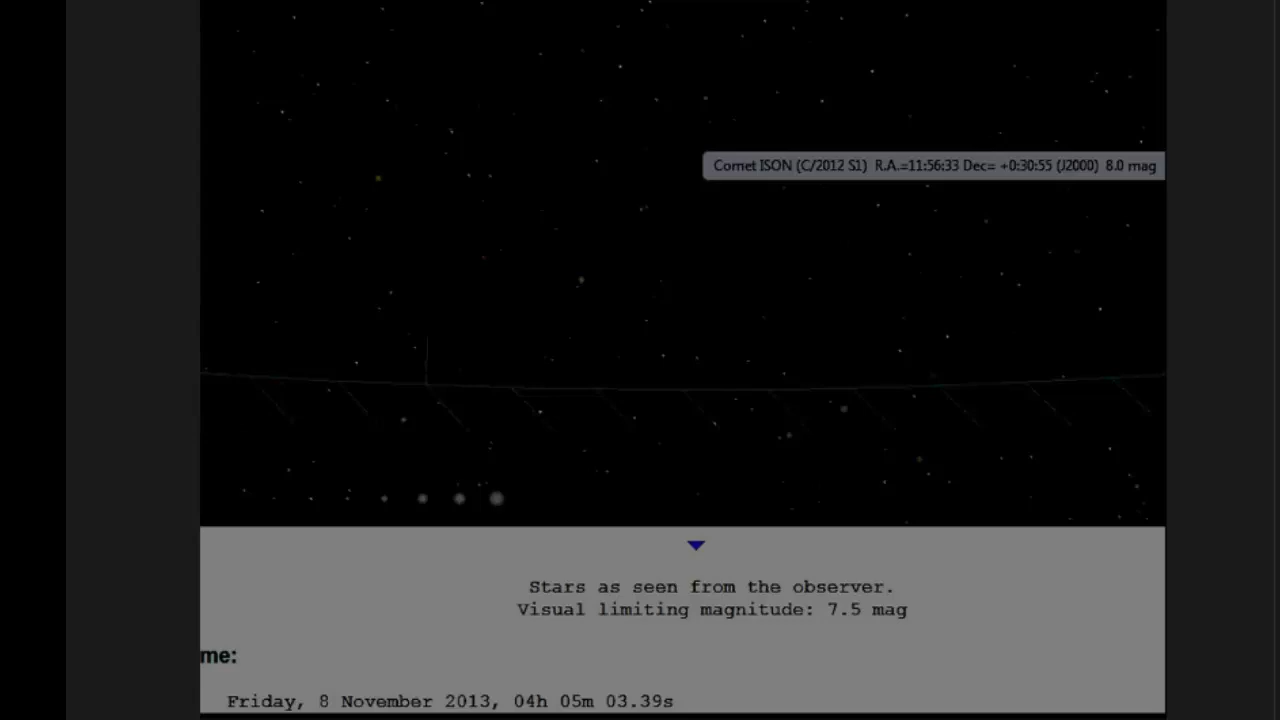 Comet ISON (C/2012 S1) R.A.=11:56:33 Dec= +0:30:55 (J2000) 8.0 mag
Stars as seen from the observer.
Visual limiting magnitude: 7.5 mag
me:
Friday, 8 November 2013, 04h 05m 03.39s